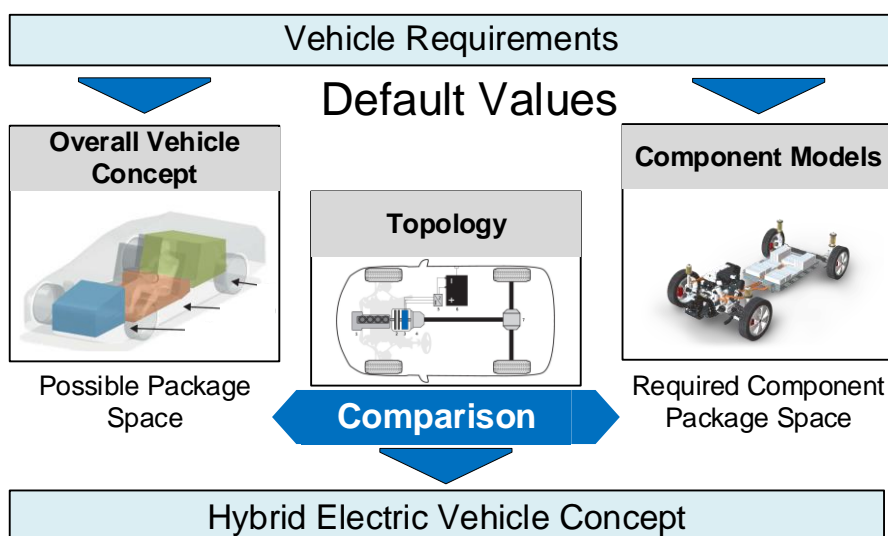 Vehicle Requirements
Default Values
Overall Vehicle
Concept
Component Models
Topology
Possible Package
Space
Required Component
Package Space
Comparison
Hybrid Electric Vehicle Concept